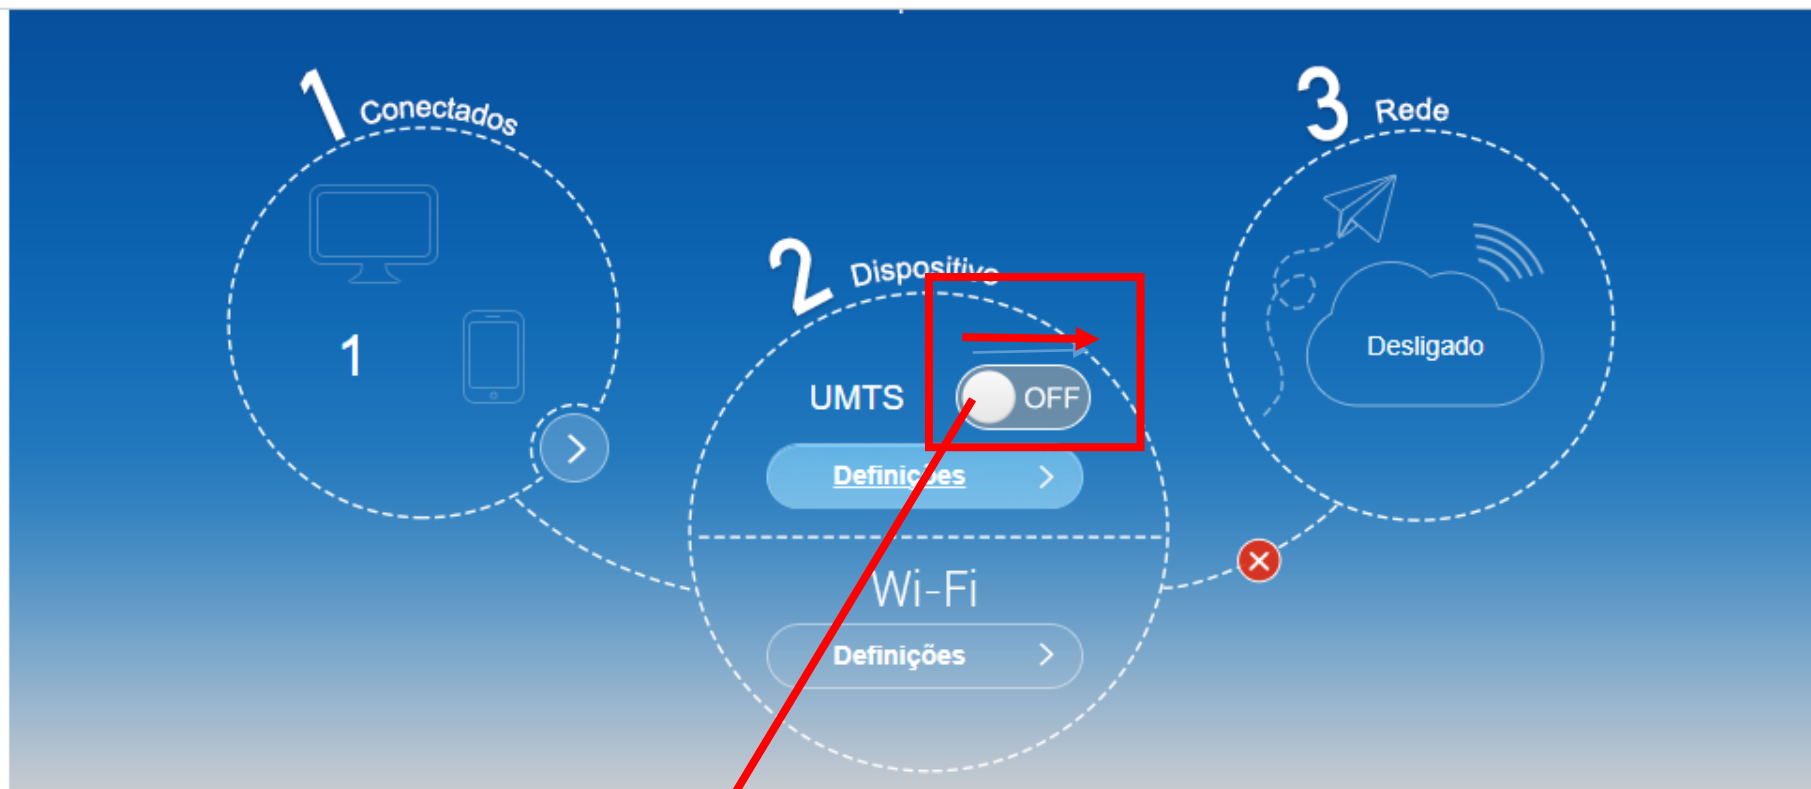 1 Conectados
1
2 Dispositivo
UMTS OFF
Definições
Wi-Fi
Definições
3 Rede
Desligado